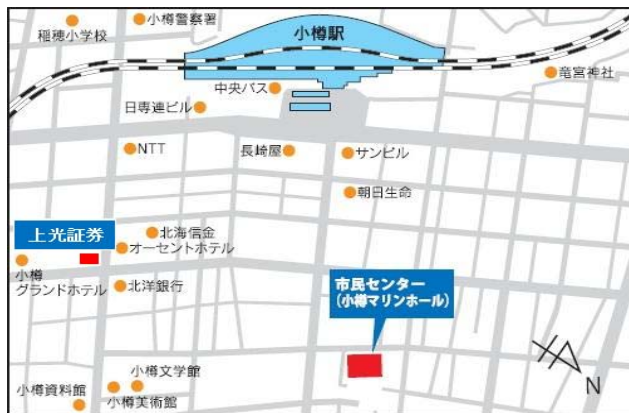 小樽警察署
稲穂小学校
小樽駅
竜宮神社
中央バス
日専連ビル
NTT
長崎屋
サンビル
朝日生命
上光証券
北海信金
オーセントホテル
小樽
グランドホテル
北洋銀行
市民センター
(小樽マリンホール)
小樽文学館
小樽資料館
小樽美術館
N